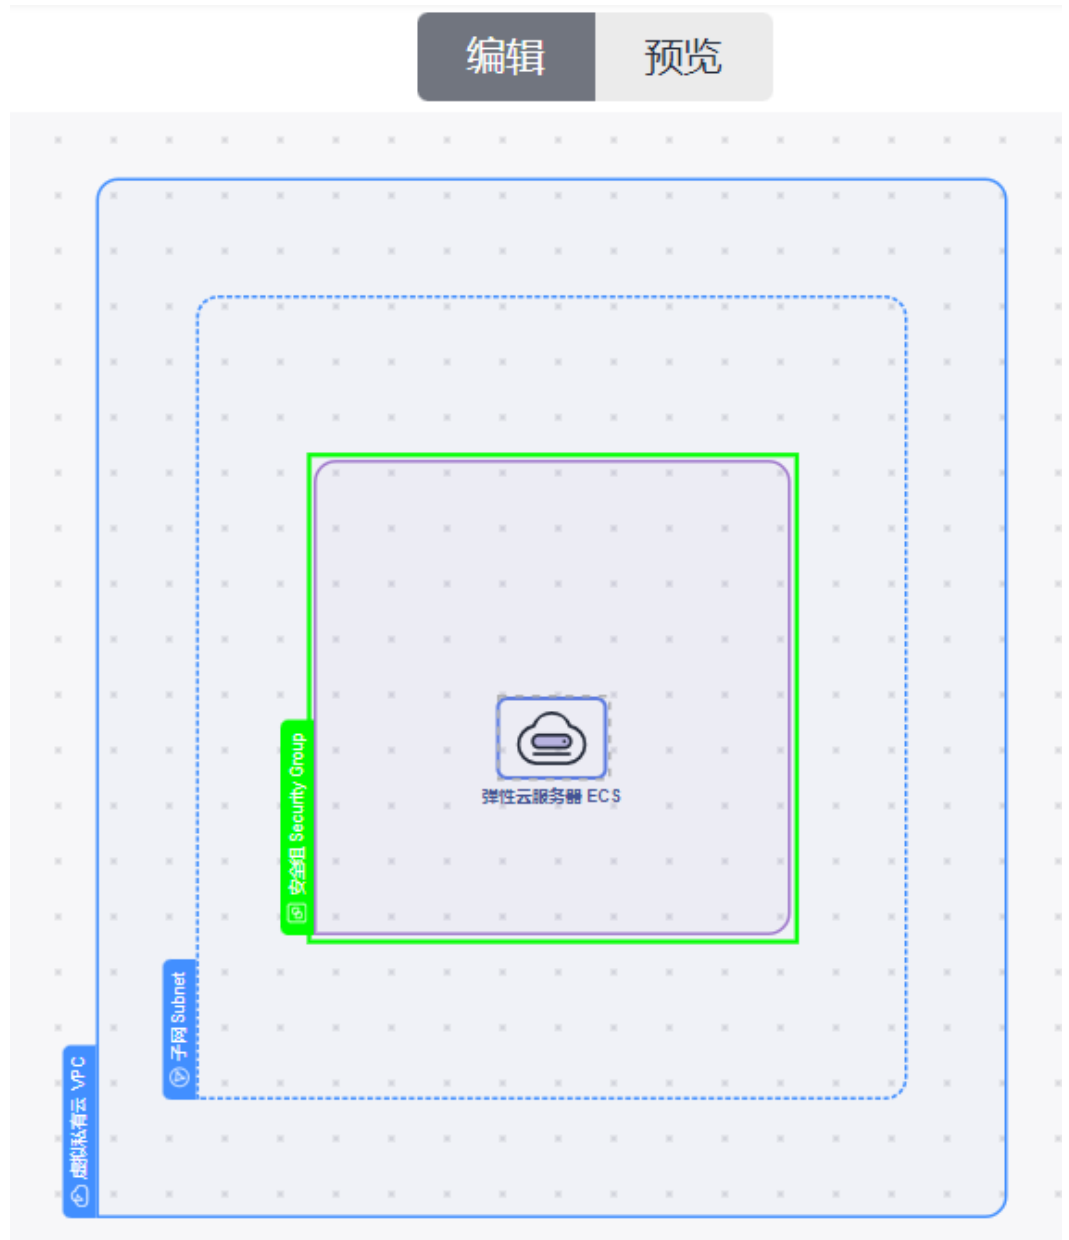 编辑
预览
弹性云服务器 ECS
安全组 Security Group
子网 Subnet
虚拟私有云 VPC